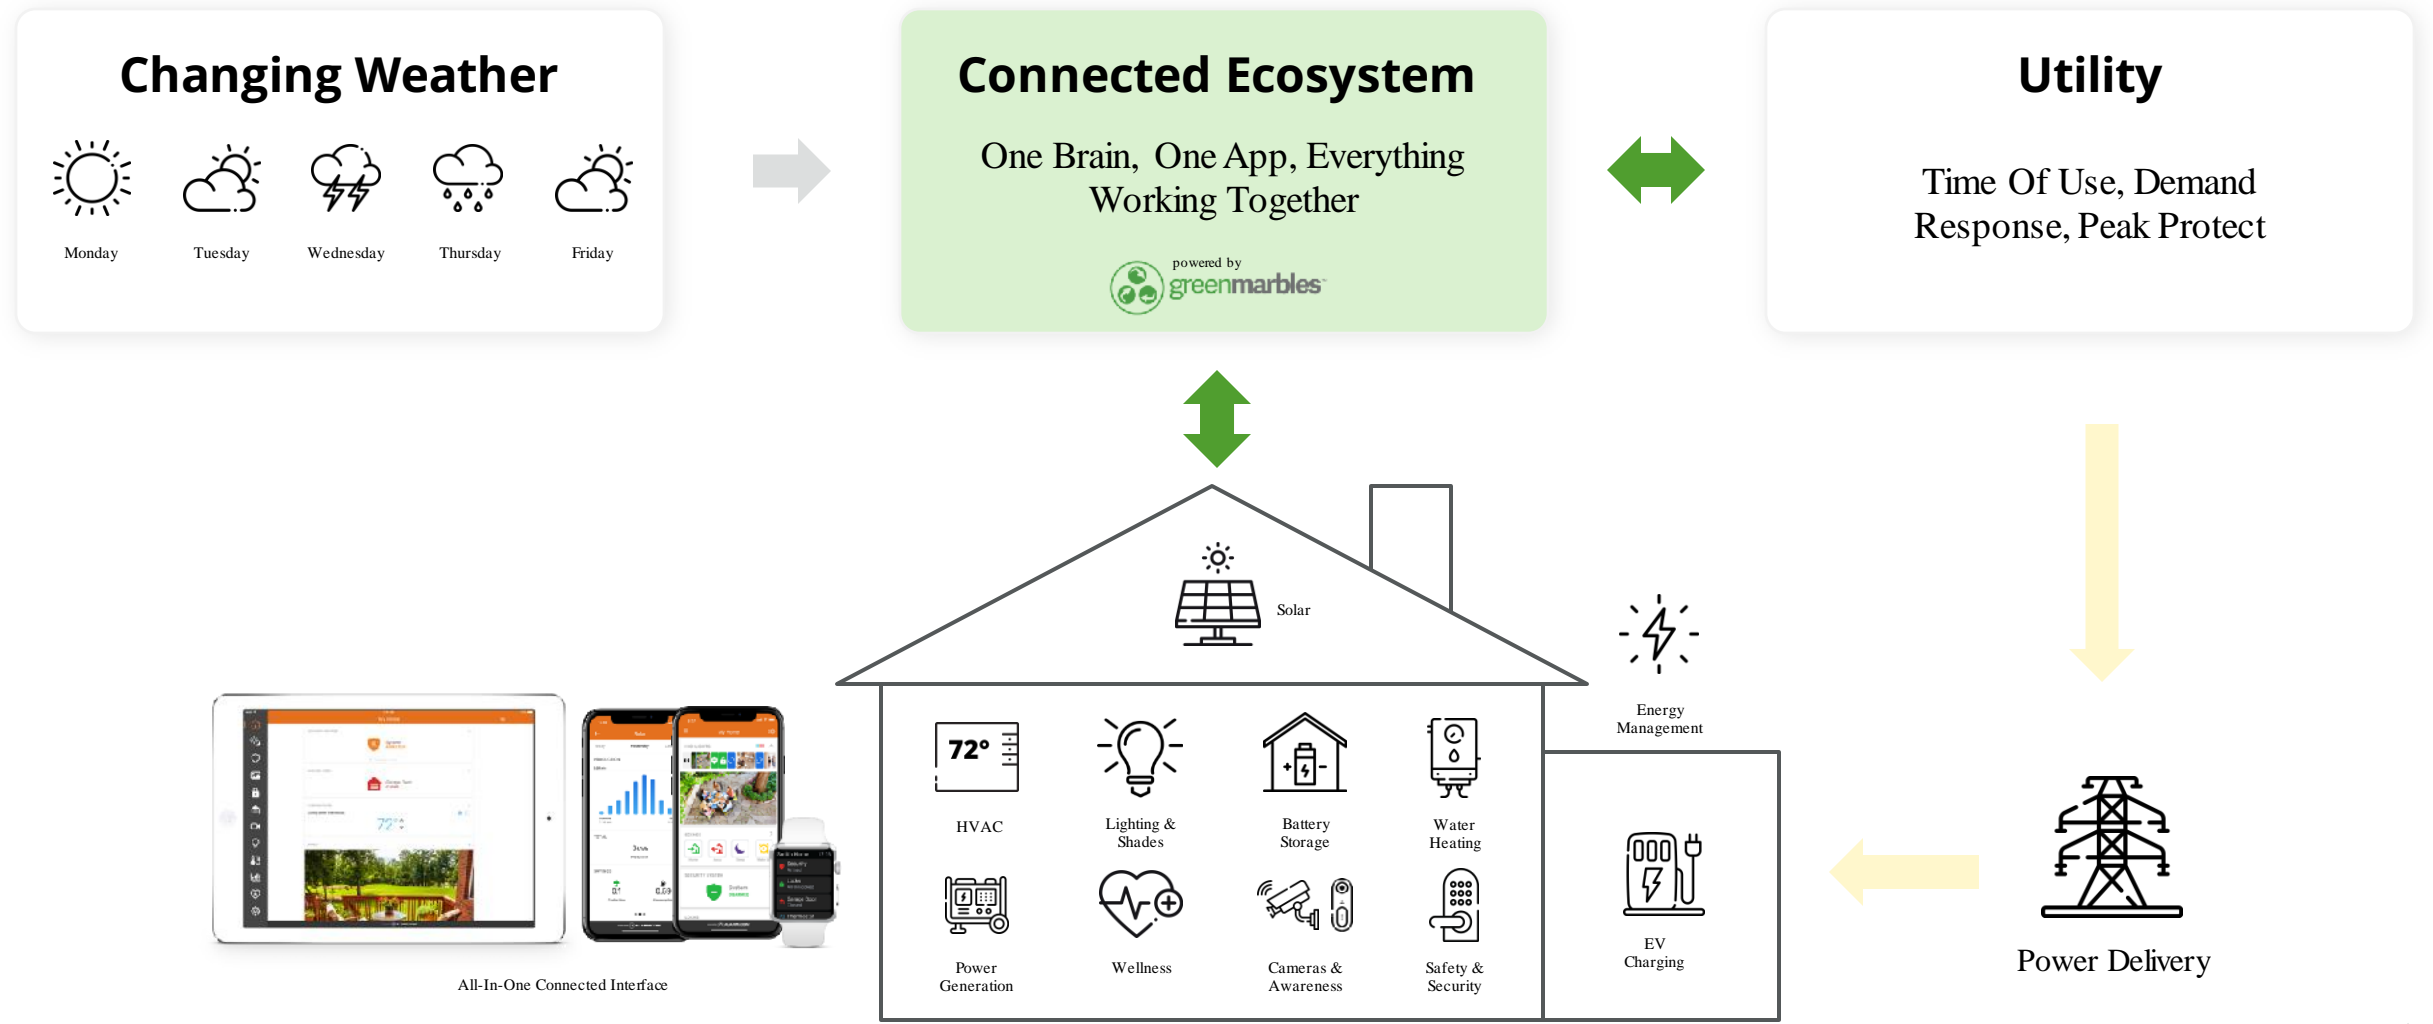 Changing Weather
Monday
Tuesday
Wednesday
Thursday
Friday
Connected Ecosystem
One Brain, One App, Everything
Working Together
powered by
greenmarbles
Utility
Time Of Use, Demand
Response, Peak Protect
Solar
Energy
Management
72°
HVAC
Lighting &
Shades
Battery
Storage
Water
Heating
Power
Generation
Wellness
Cameras &
Awareness
Safety &
Security
EV
Charging
Power Delivery
All-In-One Connected Interface